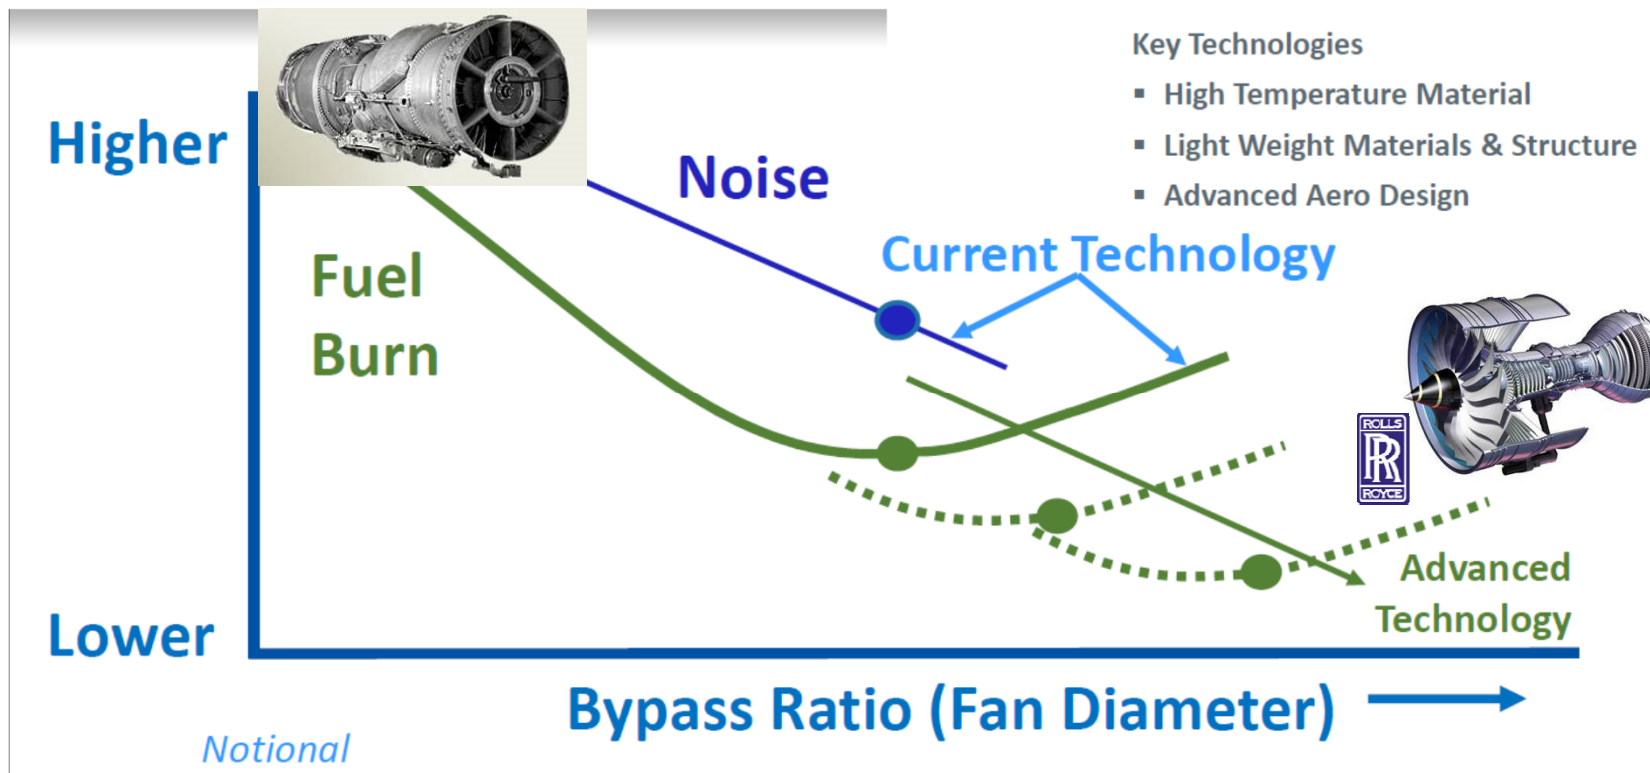 Key Technologies
▪ High Temperature Material
▪ Light Weight Materials & Structure
▪ Advanced Aero Design
Higher
Noise
Current Technology
Fuel
Burn
ROLLS
RR
ROYCE
Advanced
Technology
Lower
Bypass Ratio (Fan Diameter)
Notional